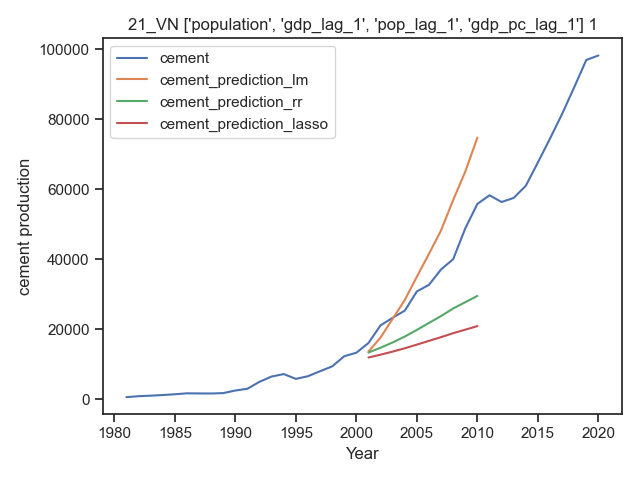 21_VN ['population', 'gdp_lag_1', 'pop_lag_1', 'gdp_pc_lag_1'] 1
cement
cement_prediction_lm
cement_prediction_rr
cement_prediction_lasso
100000
80000
60000
40000
20000
0
cement production
1980
1985
1990
1995
2000
2005
2010
2015
2020
Year